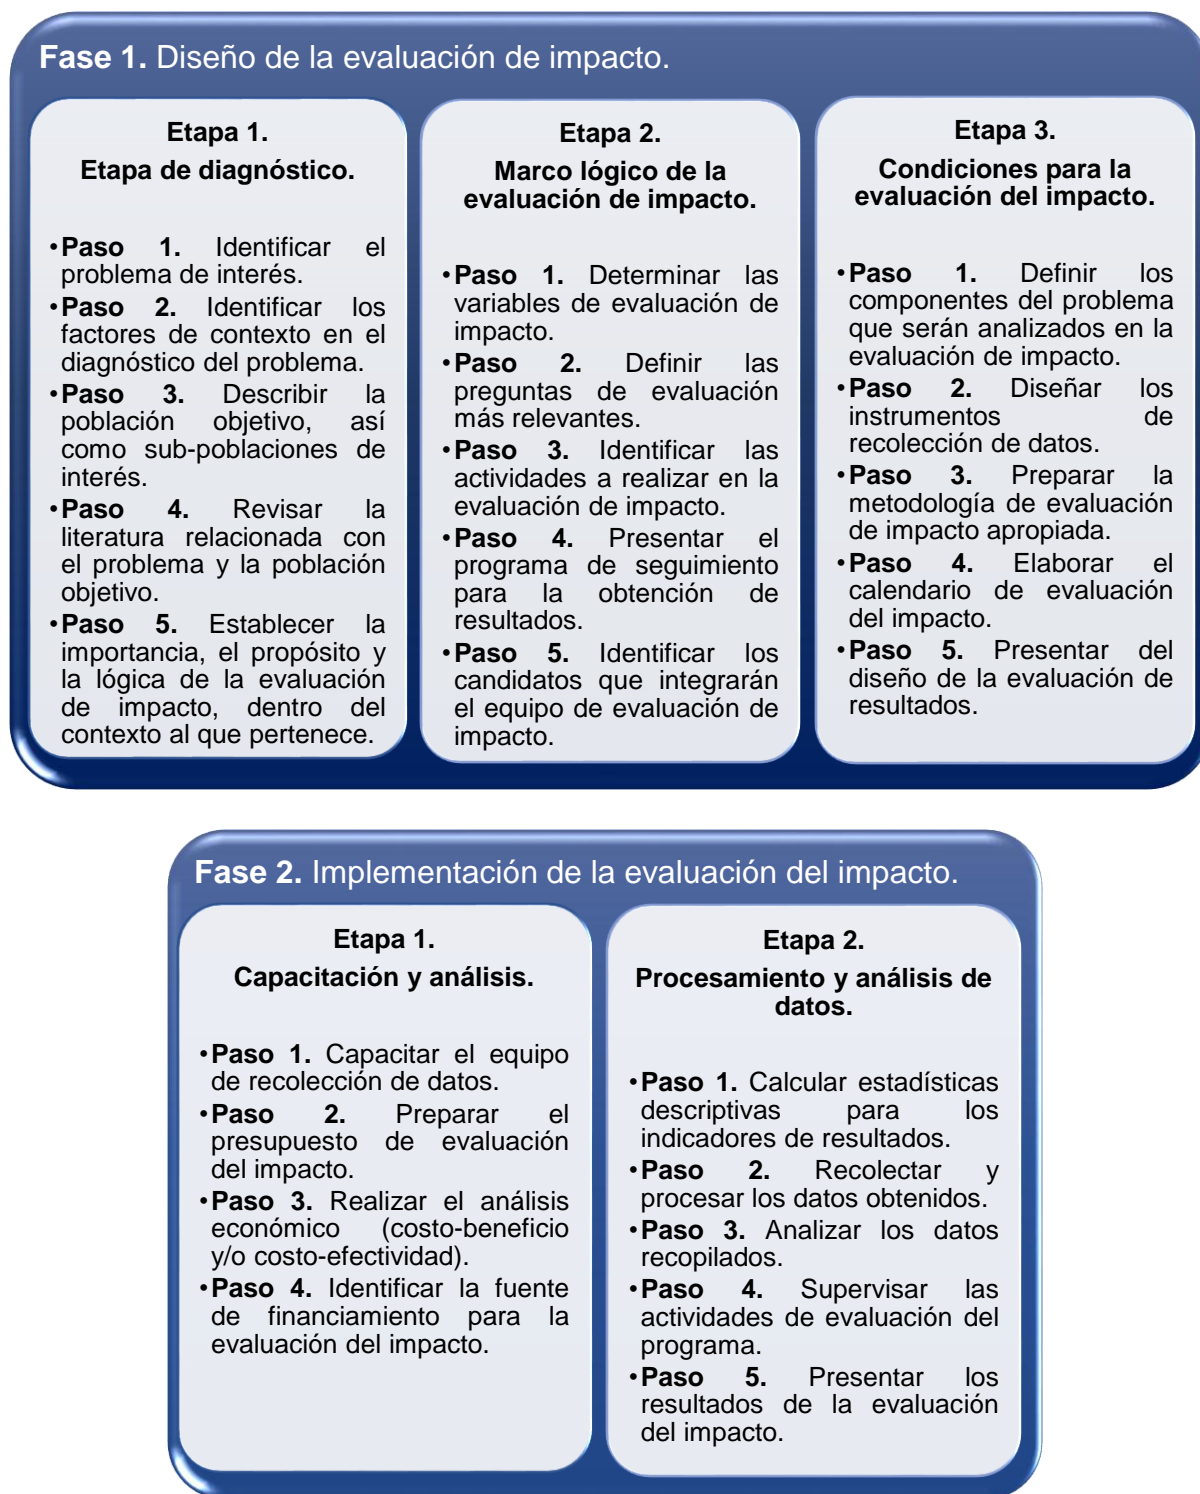 Fase 1. Diseño de la evaluación de impacto.
Etapa 1.
Etapa de diagnóstico.
•Paso 1. Identificar el
problema de interés.
•Paso 2. Identificar los
factores de contexto en el
diagnóstico del problema.
•Paso 3. Describir la
población objetivo, así
como sub-poblaciones de
interés.
•Paso 4. Revisar la
literatura relacionada con
el problema y la población
objetivo.
•Paso 5. Establecer la
importancia, el propósito y
la lógica de la evaluación
de impacto, dentro del
contexto al que pertenece.
Etapa 2.
Marco lógico de la
evaluación de impacto.
•Paso 1. Determinar las
variables de evaluación de
impacto.
•Paso 2. Definir las
preguntas de evaluación
más relevantes.
•Paso 3. Identificar las
actividades a realizar en la
evaluación de impacto.
•Paso 4. Presentar el
programa de seguimiento
para la obtención de
resultados.
•Paso 5. Identificar los
candidatos que integrarán
el equipo de evaluación de
impacto.
Etapa 3.
Condiciones para la
evaluación del impacto.
•Paso 1. Definir los
componentes del problema
que serán analizados en la
evaluación de impacto.
•Paso 2. Diseñar los
instrumentos de
recolección de datos.
•Paso 3. Preparar la
metodología de evaluación
de impacto apropiada.
•Paso 4. Elaborar el
calendario de evaluación
del impacto.
•Paso 5. Presentar del
diseño de la evaluación de
resultados.
Fase 2. Implementación de la evaluación del impacto.
Etapa 1.
Capacitación y análisis.
•Paso 1. Capacitar el equipo
de recolección de datos.
•Paso 2. Preparar el
presupuesto de evaluación
del impacto.
•Paso 3. Realizar el análisis
económico (costo-beneficio
y/o costo-efectividad).
•Paso 4. Identificar la fuente
de financiamiento para la
evaluación del impacto.
Etapa 2.
Procesamiento y análisis de
datos.
•Paso 1. Calcular estadísticas
descriptivas para los
indicadores de resultados.
•Paso 2. Recolectar y
procesar los datos obtenidos.
•Paso 3. Analizar los datos
recopilados.
•Paso 4. Supervisar las
actividades de evaluación del
programa.
•Paso 5. Presentar los
resultados de la evaluación
del impacto.